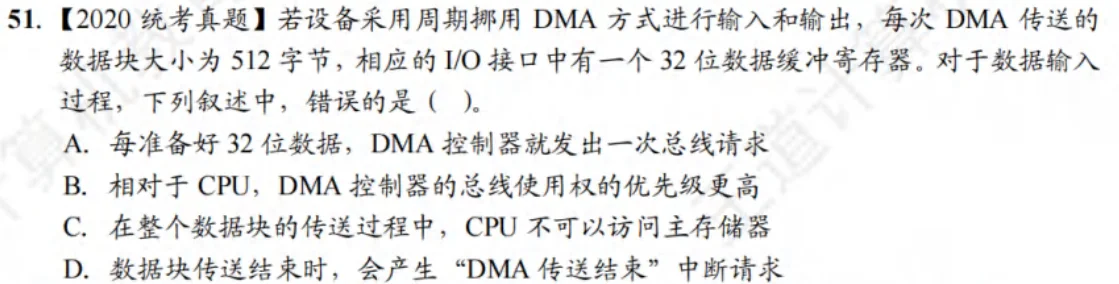 51.【2020 统考真题】若设备采用周期挪用 DMA 方式进行输入和输出，每次 DMA 传送的
数据块大小为 512 字节，相应的 I/O 接口中有一个 32 位数据缓冲寄存器。对于数据输入
过程，下列叙述中，错误的是（ ）。
A. 每准备好 32 位数据，DMA 控制器就发出一次总线请求
B. 相对于 CPU，DMA 控制器的总线使用权的优先级更高
C. 在整个数据块的传送过程中，CPU 不可以访问主存储器
D. 数据块传送结束时，会产生“DMA 传送结束”中断请求